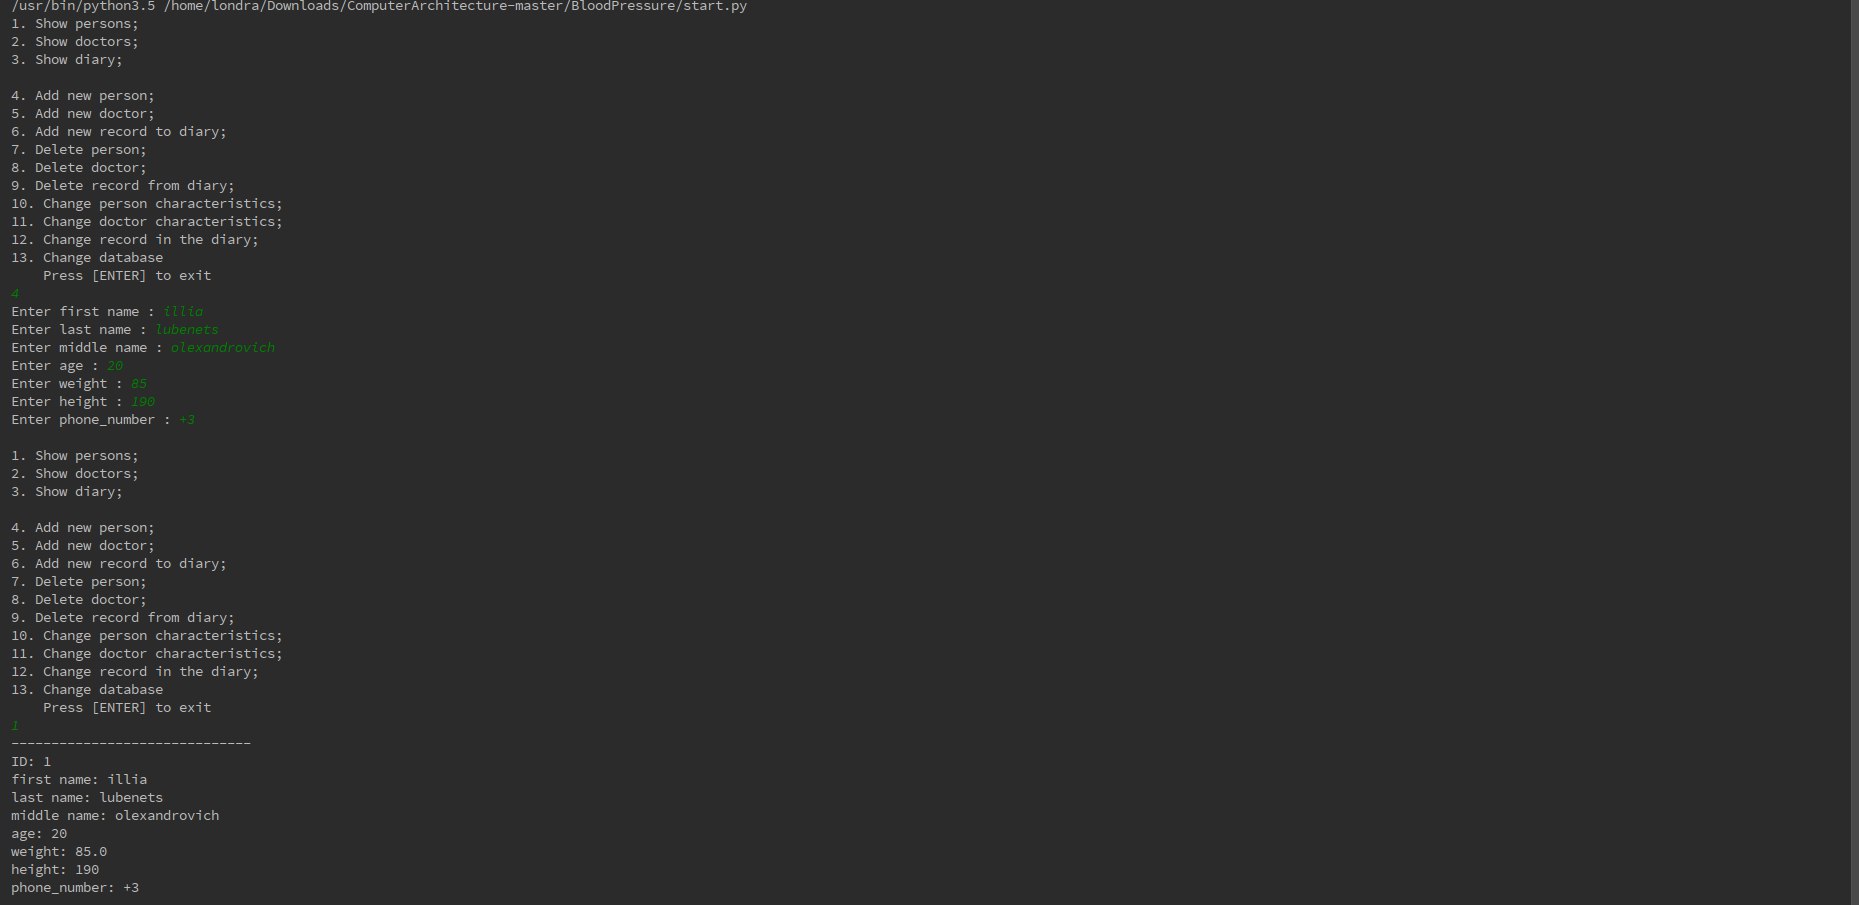 /usr/bin/python3.5 /home/londra/Downloads/ComputerArchitecture-master/BloodPressure/start.py
1. Show persons;
2. Show doctors;
3. Show diary;

4. Add new person;
5. Add new doctor;
6. Add new record to diary;
7. Delete person;
8. Delete doctor;
9. Delete record from diary;
10. Change person characteristics;
11. Change doctor characteristics;
12. Change record in the diary;
13. Change database
    Press [ENTER] to exit
4
Enter first name : illia
Enter last name : lubenets
Enter middle name : olexandrovich
Enter age : 20
Enter weight : 85
Enter height : 190
Enter phone_number : +3

1. Show persons;
2. Show doctors;
3. Show diary;

4. Add new person;
5. Add new doctor;
6. Add new record to diary;
7. Delete person;
8. Delete doctor;
9. Delete record from diary;
10. Change person characteristics;
11. Change doctor characteristics;
12. Change record in the diary;
13. Change database
    Press [ENTER] to exit
1
------------------------------
ID: 1
first name: illia
last name: lubenets
middle name: olexandrovich
age: 20
weight: 85.0
height: 190
phone_number: +3